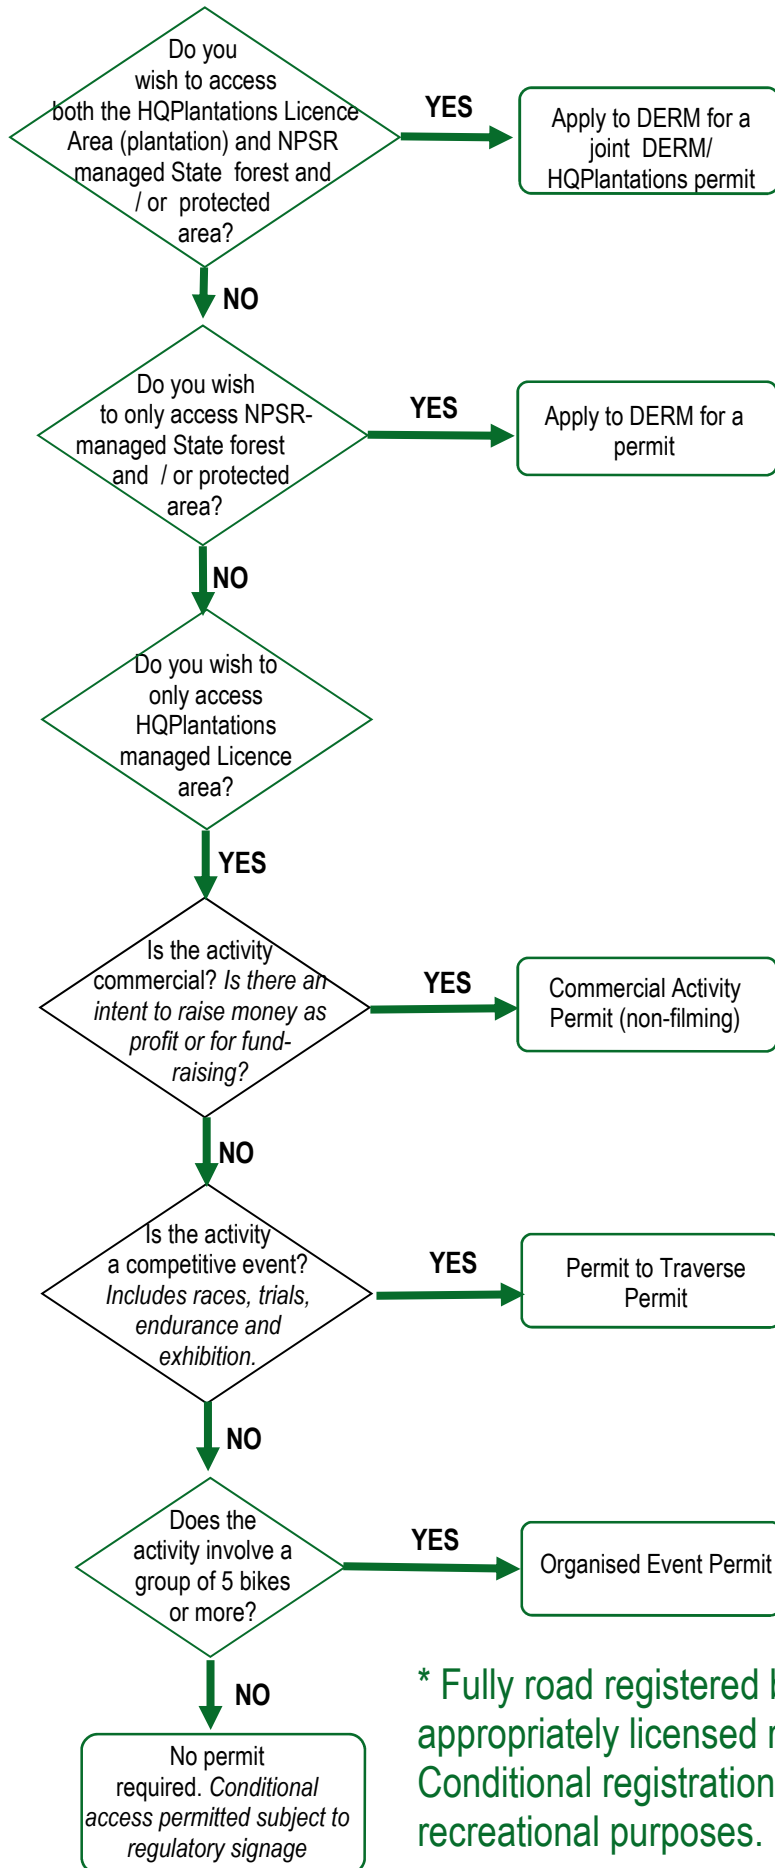 Do you
wish to access
both the HQPlantations Licence
Area (plantation) and NPSR
managed State forest and
/ or protected
area?
YES
Apply to DERM for a
joint DERM/
HQPlantations permit
NO
Do you wish
to only access NPSR-
managed State forest
and / or protected
area?
YES
Apply to DERM for a
permit
NO
Do you wish to
only access
HQPlantations
managed Licence
area?
YES
Is the activity
commercial? Is there an
intent to raise money as
profit or for fund-
raising?
YES
Commercial Activity
Permit (non-filming)
NO
Is the activity
a competitive event?
Includes races, trials,
endurance and
exhibition.
YES
Permit to Traverse
Permit
NO
Does the
activity involve a
group of 5 bikes
or more?
YES
Organised Event Permit
NO
No permit
required. Conditional
access permitted subject to
regulatory signage
* Fully road registered
appropriately licensed
Conditional registration
recreational purposes.